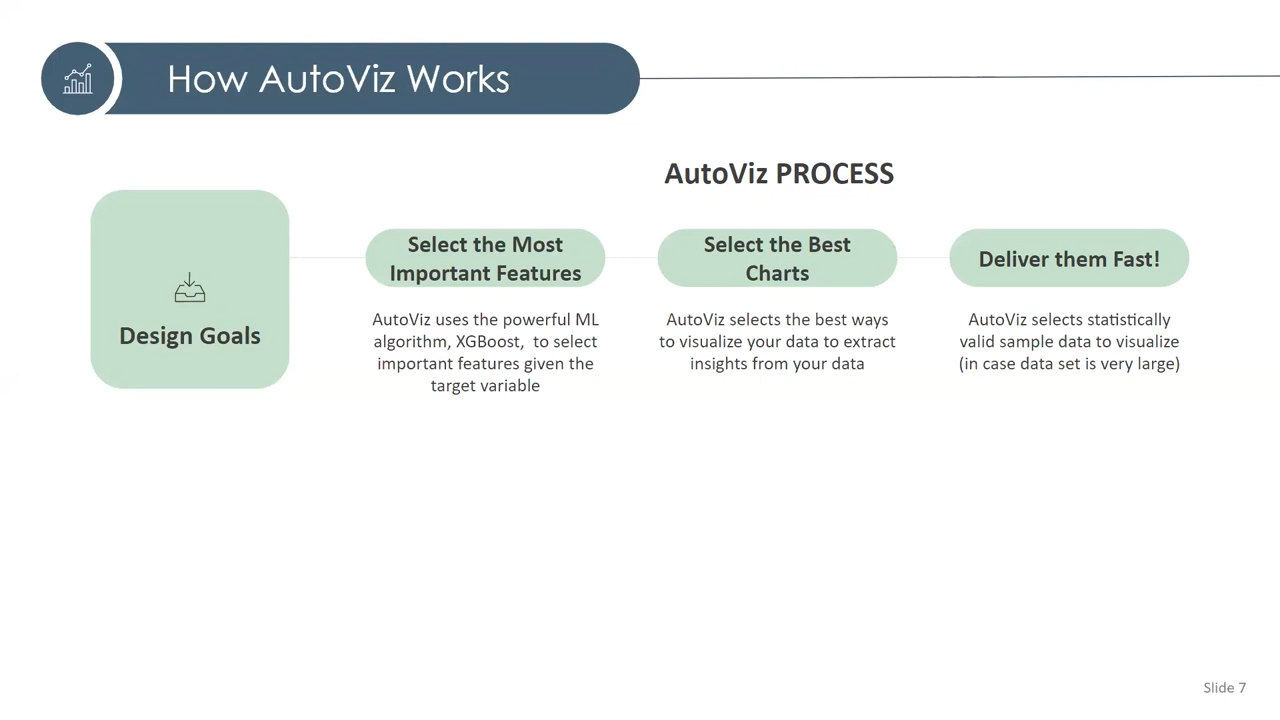 How AutoViz Works
AutoViz PROCESS
Design Goals
Select the Most
Important Features
AutoViz uses the powerful ML
algorithm, XGBoost,  to select
important features given the
target variable
Select the Best
Charts
AutoViz selects the best ways
to visualize your data to extract
insights from your data
Deliver them Fast!
AutoViz selects statistically
valid sample data to visualize
(in case data set is very large)
Slide 7